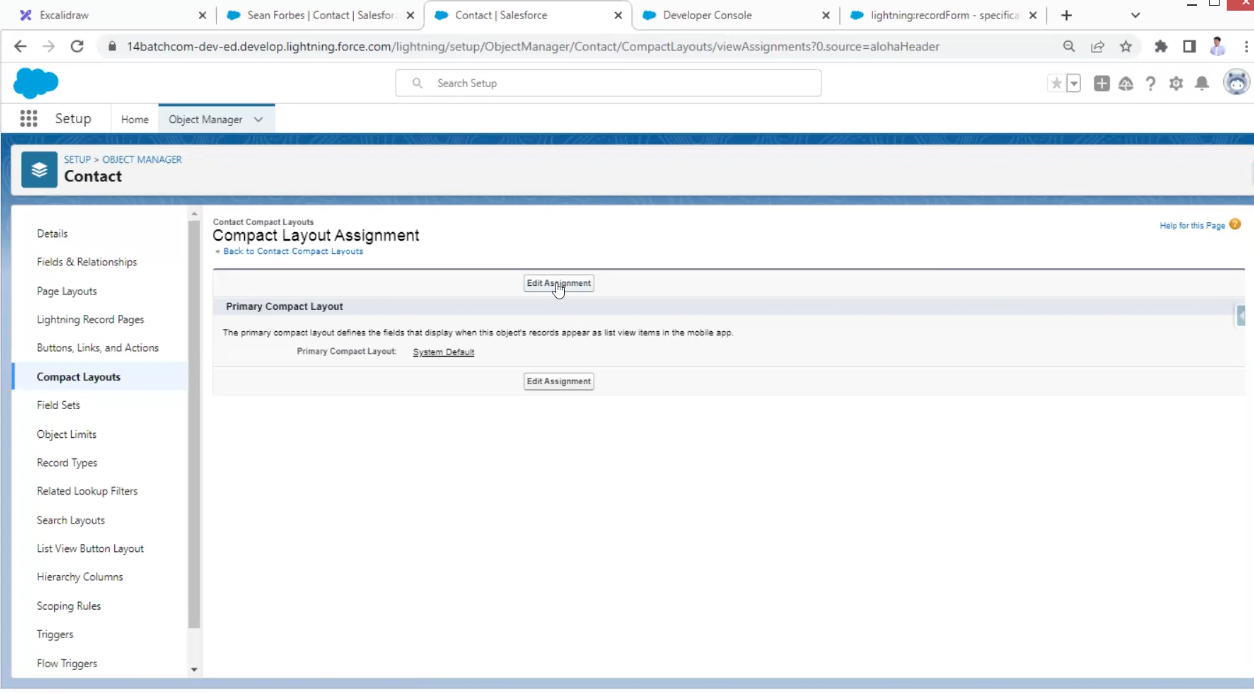 Excalidraw
Sean Forbes | Contact | Salesfor
Contact | Salesforce
Developer Console
lightning:recordForm - specifica
14batchcom-dev-ed.develop.lightning.force.com/lightning/setup/ObjectManager/Contact/CompactLayouts/viewAssignments?0.source=alohaHeader
Search Setup
Setup
Home
Object Manager
SETUP > OBJECT MANAGER
Contact
Details
Fields & Relationships
Page Layouts
Lightning Record Pages
Buttons, Links, and Actions
Compact Layouts
Field Sets
Object Limits
Record Types
Related Lookup Filters
Search Layouts
List View Button Layout
Hierarchy Columns
Scoping Rules
Triggers
Flow Triggers
Contact Compact Layouts
Compact Layout Assignment
« Back to Contact Compact Layouts
Help for this Page
Edit Assignment
Primary Compact Layout
The primary compact layout defines the fields that display when this object's records appear as list view items in the mobile app.
Primary Compact Layout: System Default
Edit Assignment